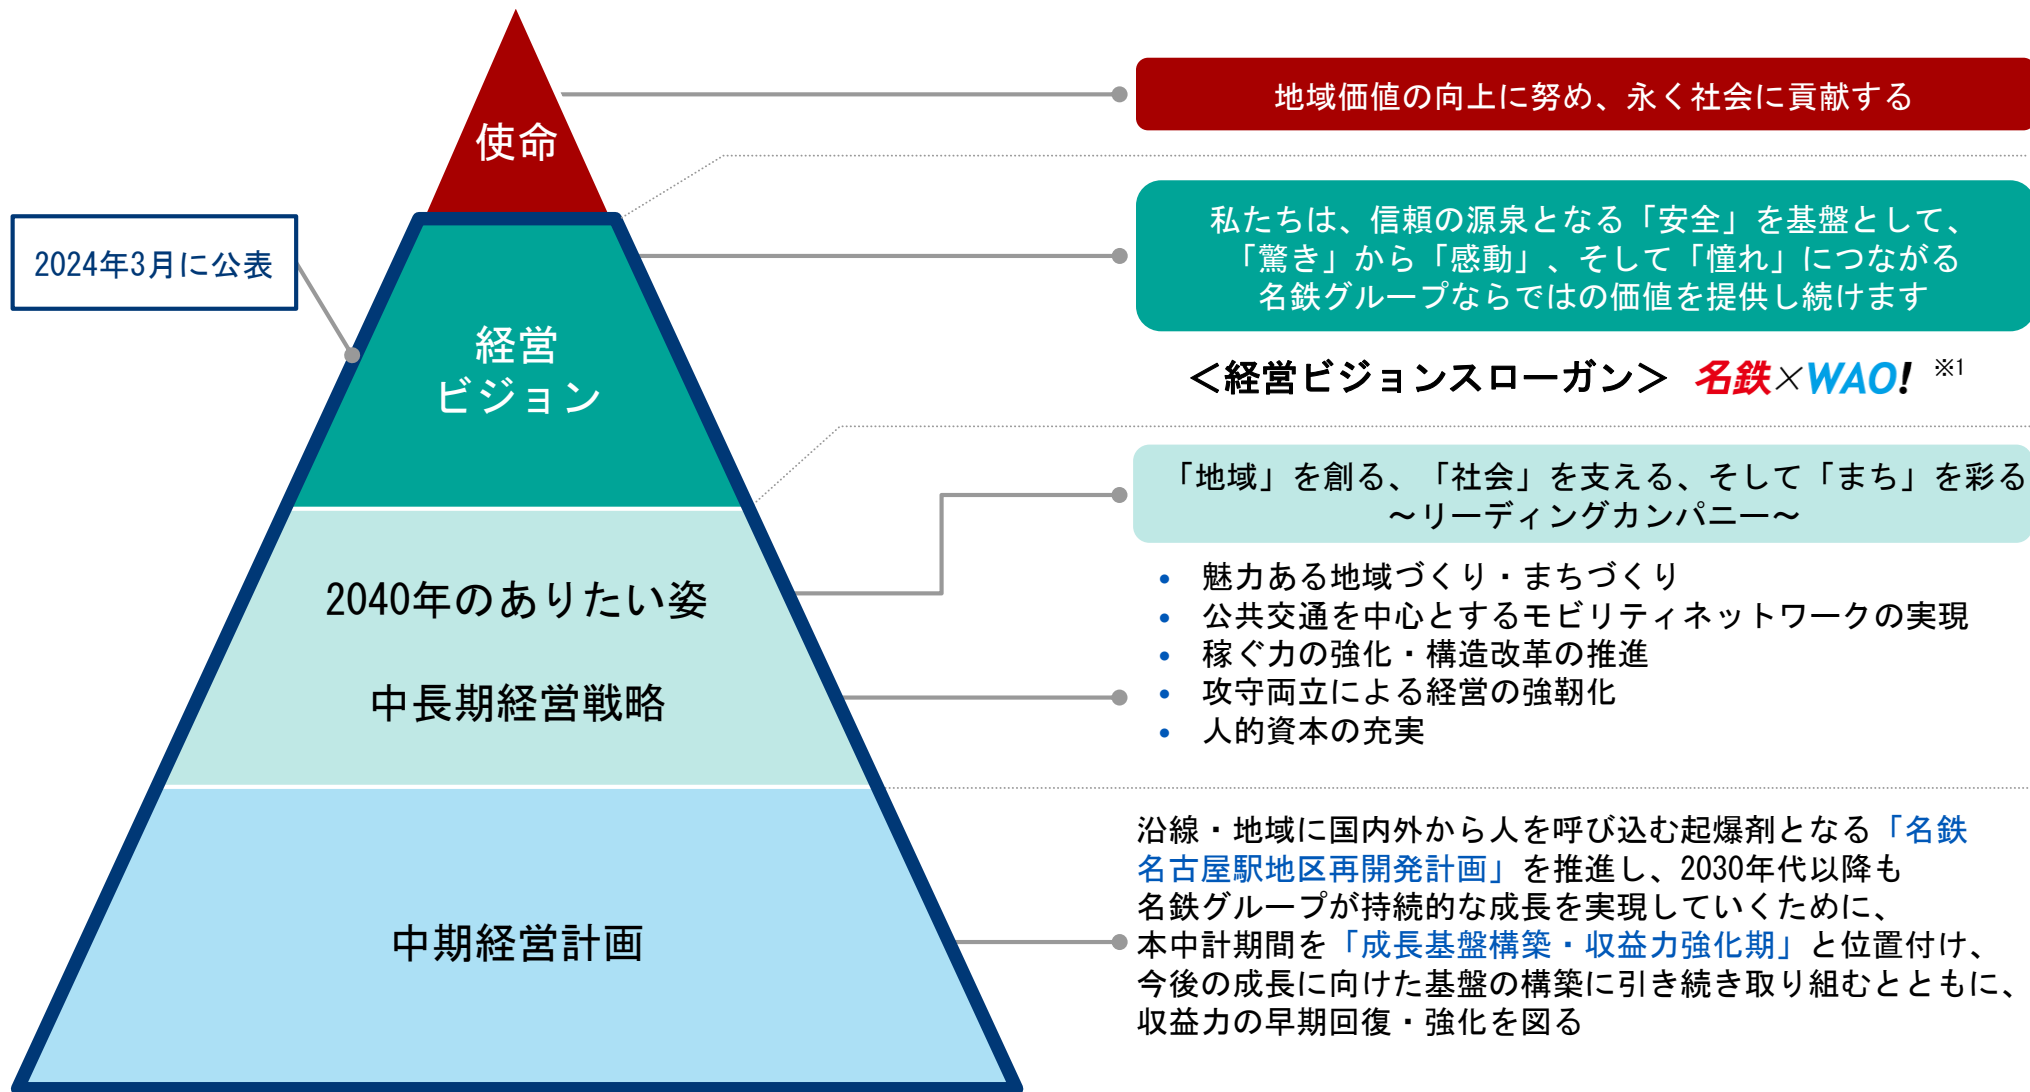 使命
地域価値の向上に努め、永く社会に貢献する
2024年3月に公表
経営
ビジョン
私たちは、信頼の源泉となる「安全」を基盤として、
「驚き」から「感動」、そして「憧れ」につながる
名鉄グループならではの価値を提供し続けます
＜経営ビジョンスローガン＞ 名鉄×WAO! ※1
2040年のありたい姿
「地域」を創る、「社会」を支える、そして「まち」を彩る
～リーディングカンパニー～
中長期経営戦略
• 魅力ある地域づくり・まちづくり
• 公共交通を中心とするモビリティネットワークの実現
• 稼ぐ力の強化・構造改革の推進
• 攻守両立による経営の強靭化
• 人的資本の充実
中期経営計画
沿線・地域に国内外から人を呼び込む起爆剤となる「名鉄
名古屋駅地区再開発計画」を推進し、2030年代以降も
名鉄グループが持続的な成長を実現していくために、
本中計期間を「成長基盤構築・収益力強化期」と位置付け、
今後の成長に向けた基盤の構築に引き続き取り組むとともに、
収益力の早期回復・強化を図る